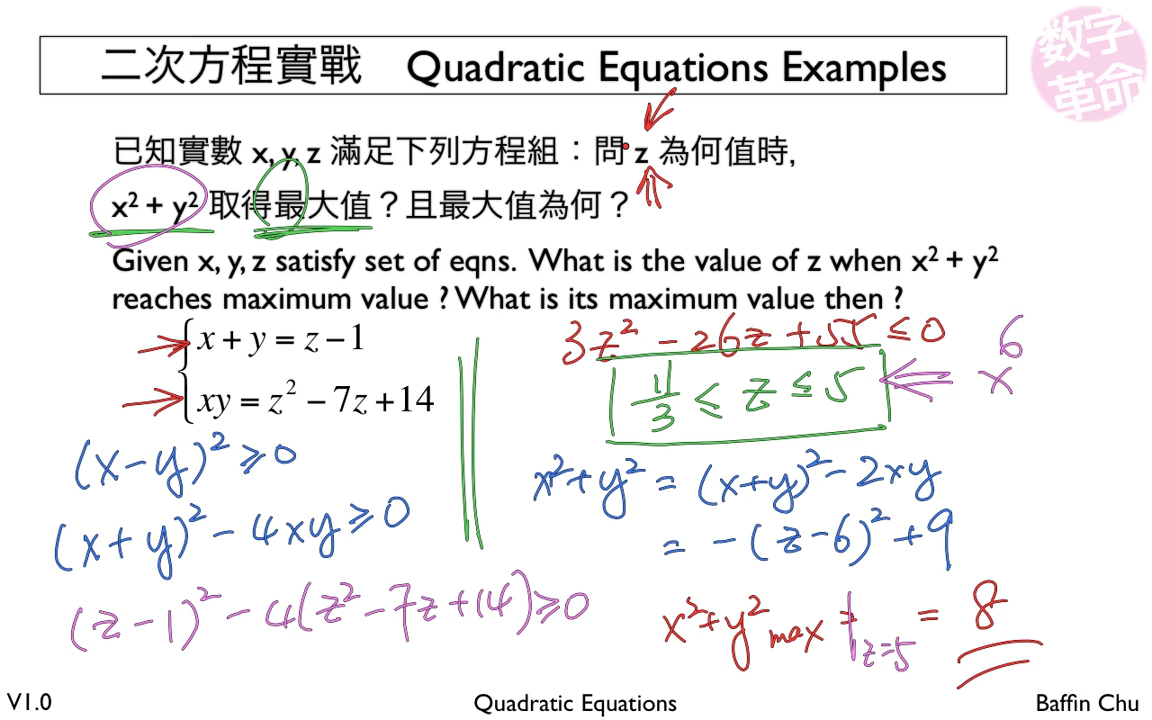 二次方程實戰 Quadratic Equations Examples
数字
革命
已知實數 x, y, z 滿足下列方程組：問 z 為何值時,
x² + y² 取得最大值？且最大值為何？
Given x, y, z satisfy set of eqns. What is the value of z when x² + y²
reaches maximum value ? What is its maximum value then ?
x + y = z − 1
xy = z² − 7z + 14
(x−y)² ≥ 0
(x+y)² − 4xy ≥ 0
(z−1)² − 4(z² − 7z + 14) ≥ 0
3z² − 26z + 55 ≤ 0
11/3 ≤ z ≤ 5
6
x
x² + y² = (x+y)² − 2xy
= −(z−6)² + 9
x² + y² max = |z=5 = 8
V1.0
Quadratic Equations
Baffin Chu